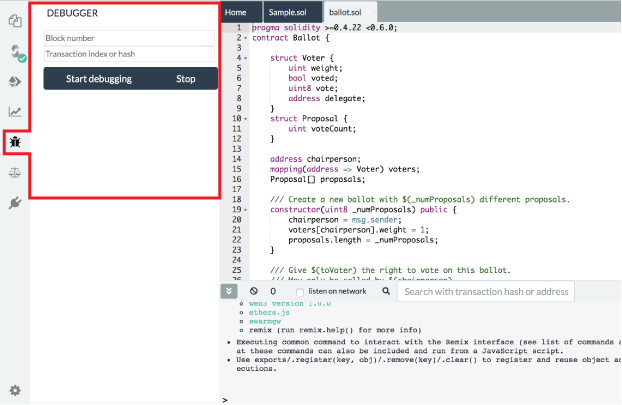 DEBUGGER
Block number
Transaction index or hash
Start debugging Stop
Home Sample.sol ballot.sol
1 pragma solidity >=0.4.22 <0.6.0;
2 contract Ballot {
3
4 struct Voter {
5 uint weight;
6 bool voted;
7 uint8 vote;
8 address delegate;
9 }
10 struct Proposal {
11 uint voteCount;
12 }
13
14 address chairperson;
15 mapping(address => Voter) voters;
16 Proposal[] proposals;
17
18 /// Create a new ballot with $(_numProposals) different proposals.
19 constructor(uint8 _numProposals) public {
20 chairperson = msg.sender;
21 voters[chairperson].weight = 1;
22 proposals.length = _numProposals;
23 }
24
25 /// Give $(toVoter) the right to vote on this ballot.
26 /// May only be called by $(chairperson)
0 listen on network Search with transaction hash or address
web3 version 1.0.0
ethers.js
swarmgw
remix (run remix.help() for more info)
Executing common command to interact with the Remix interface (see list of commands a
at these commands can also be included and run from a JavaScript script.
Use exports/.register(key, obj)/.remove(key)/.clear() to register and reuse object ac
ecutions.
>